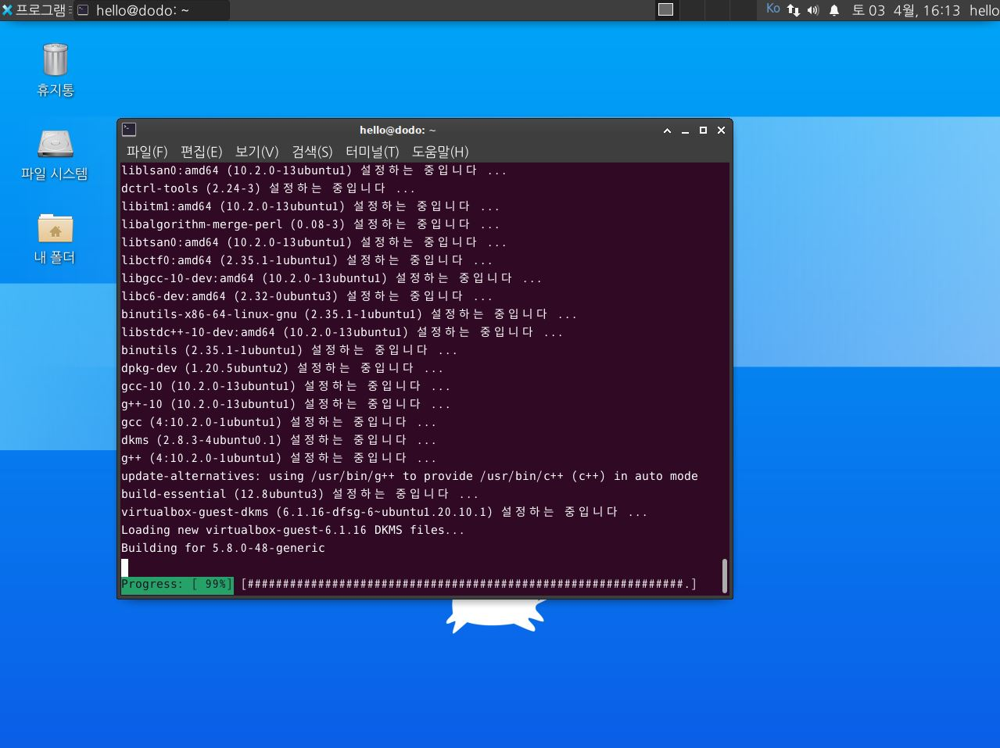 프로그램
hello@dodo: ~
Ko
토 03 4월, 16:13
hello
휴지통
파일 시스템
내 폴더
hello@dodo: ~
파일(F) 편집(E) 보기(V) 검색(S) 터미널(T) 도움말(H)
liblsan0:amd64 (10.2.0-13ubuntu1) 설정하는 중입니다 ...
dctrl-tools (2.24-3) 설정하는 중입니다 ...
libitm1:amd64 (10.2.0-13ubuntu1) 설정하는 중입니다 ...
libalgorithm-merge-perl (0.08-3) 설정하는 중입니다 ...
libtsan0:amd64 (10.2.0-13ubuntu1) 설정하는 중입니다 ...
libctf0:amd64 (2.35.1-1ubuntu1) 설정하는 중입니다 ...
libgcc-10-dev:amd64 (10.2.0-13ubuntu1) 설정하는 중입니다 ...
libc6-dev:amd64 (2.32-0ubuntu3) 설정하는 중입니다 ...
binutils-x86-64-linux-gnu (2.35.1-1ubuntu1) 설정하는 중입니다 ...
libstdc++-10-dev:amd64 (10.2.0-13ubuntu1) 설정하는 중입니다 ...
binutils (2.35.1-1ubuntu1) 설정하는 중입니다 ...
dpkg-dev (1.20.5ubuntu2) 설정하는 중입니다 ...
gcc-10 (10.2.0-13ubuntu1) 설정하는 중입니다 ...
g++-10 (10.2.0-13ubuntu1) 설정하는 중입니다 ...
gcc (4:10.2.0-1ubuntu1) 설정하는 중입니다 ...
dkms (2.8.3-4ubuntu0.1) 설정하는 중입니다 ...
g++ (4:10.2.0-1ubuntu1) 설정하는 중입니다 ...
update-alternatives: using /usr/bin/g++ to provide /usr/bin/c++ (c++) in auto mode
build-essential (12.8ubuntu3) 설정하는 중입니다 ...
virtualbox-guest-dkms (6.1.16-dfsg-6~ubuntu1.20.10.1) 설정하는 중입니다 ...
Loading new virtualbox-guest-6.1.16 DKMS files...
Building for 5.8.0-48-generic
Progress: [ 99%] [##############################################################.]